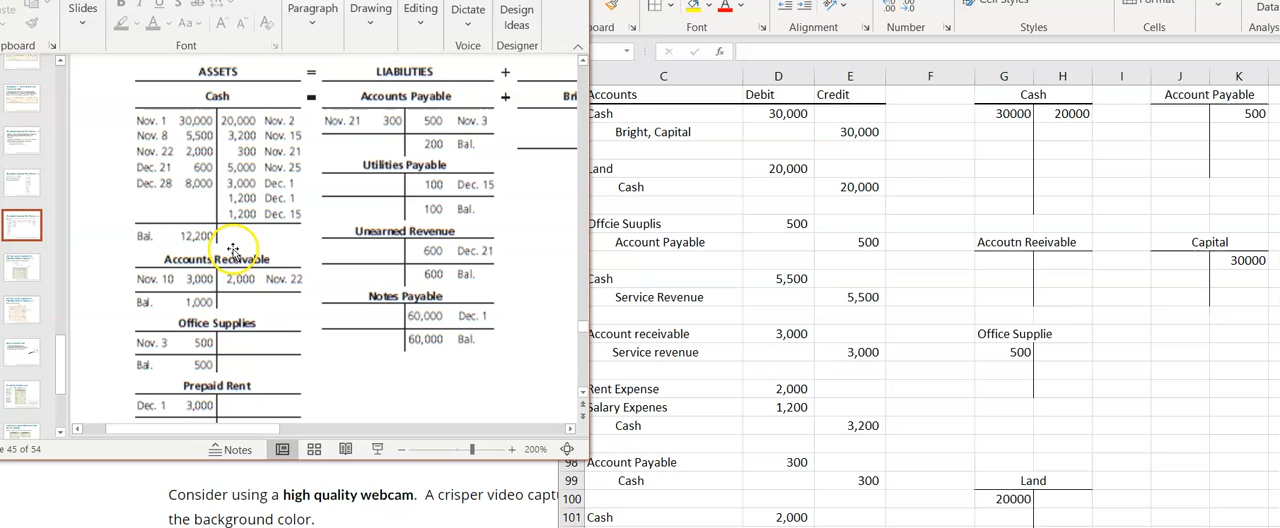 Slides
Paragraph
Drawing
Editing
Dictate
Design
Ideas
Aa
pboard
Font
Voice
Designer
ASSETS = LIABILITIES +
Cash = Accounts Payable +
Nov. 1 30,000 20,000 Nov. 2
Nov. 8 5,500 3,200 Nov. 15
Nov. 22 2,000 300 Nov. 21
Dec. 21 600 5,000 Nov. 25
Dec. 28 8,000 3,000 Dec. 1
1,200 Dec. 1
1,200 Dec. 15
Bal. 12,200
Accounts Receivable
Nov. 10 3,000 2,000 Nov. 22
Bal. 1,000
Office Supplies
Nov. 3 500
Bal. 500
Prepaid Rent
Dec. 1 3,000
Nov. 21 300 500 Nov. 3
200 Bal.
Utilities Payable
100 Dec. 15
100 Bal.
Unearned Revenue
600 Dec. 21
600 Bal.
Notes Payable
60,000 Dec. 1
60,000 Bal.
Bri
e 45 of 54
Notes
200%
Consider using a high quality webcam. A crisper video capt
the background color.
board
Font
Alignment
Number
Cells
Data
Analys
fx
C D E F G H I J K
Accounts Debit Credit
Cash 30,000
Bright, Capital 30,000
Land 20,000
Cash 20,000
Offcie Suuplis 500
Account Payable 500
Cash 5,500
Service Revenue 5,500
Account receivable 3,000
Service revenue 3,000
Rent Expense 2,000
Salary Expenes 1,200
Cash 3,200
98 Account Payable 300
99 Cash 300
100
101 Cash 2,000
Cash
30000 20000
Account Payable
500
Accoutn Reeivable
Capital
30000
Office Supplie
500
Land
20000